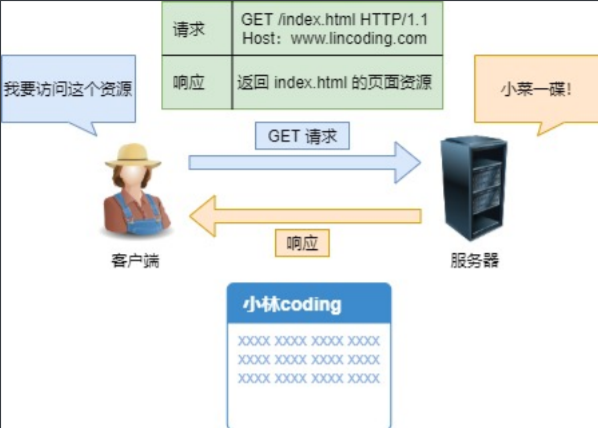 请求
GET /index.html HTTP/1.1
Host：www.lincoding.com
响应
返回 index.html 的页面资源
我要访问这个资源
小菜一碟！
GET 请求
响应
客户端
服务器
小林coding
xxxx xxxx xxxx xxxx
xxxx xxxx xxxx xxxx
xxxx xxxx xxxx xxxx